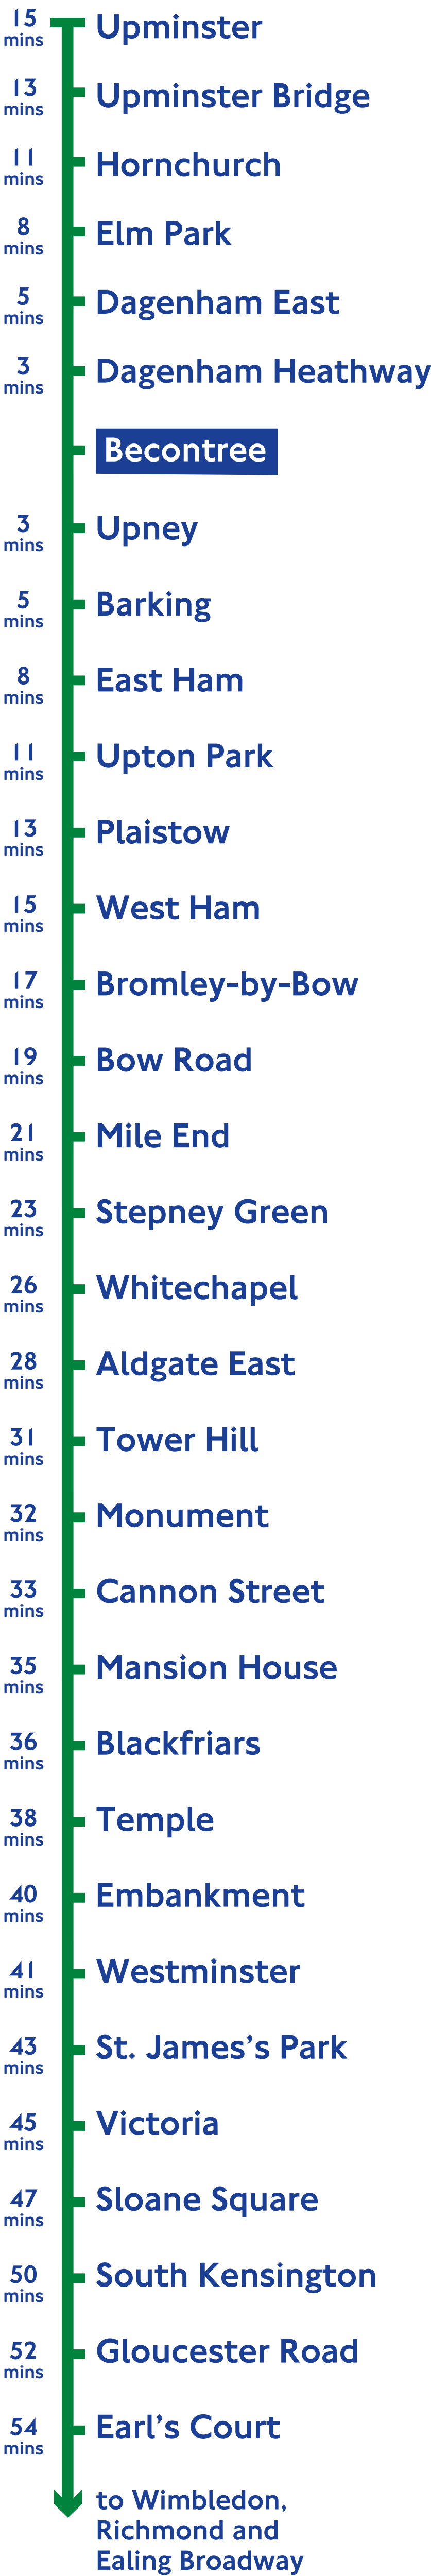 15 mins Upminster
13 mins Upminster Bridge
11 mins Hornchurch
8 mins Elm Park
5 mins Dagenham East
3 mins Dagenham Heathway
Becontree
3 mins Upney
5 mins Barking
8 mins East Ham
11 mins Upton Park
13 mins Plaistow
15 mins West Ham
17 mins Bromley-by-Bow
19 mins Bow Road
21 mins Mile End
23 mins Stepney Green
26 mins Whitechapel
28 mins Aldgate East
31 mins Tower Hill
32 mins Monument
33 mins Cannon Street
35 mins Mansion House
36 mins Blackfriars
38 mins Temple
40 mins Embankment
41 mins Westminster
43 mins St. James's Park
45 mins Victoria
47 mins Sloane Square
50 mins South Kensington
52 mins Gloucester Road
54 mins Earl's Court
to Wimbledon,
Richmond and
Ealing Broadway